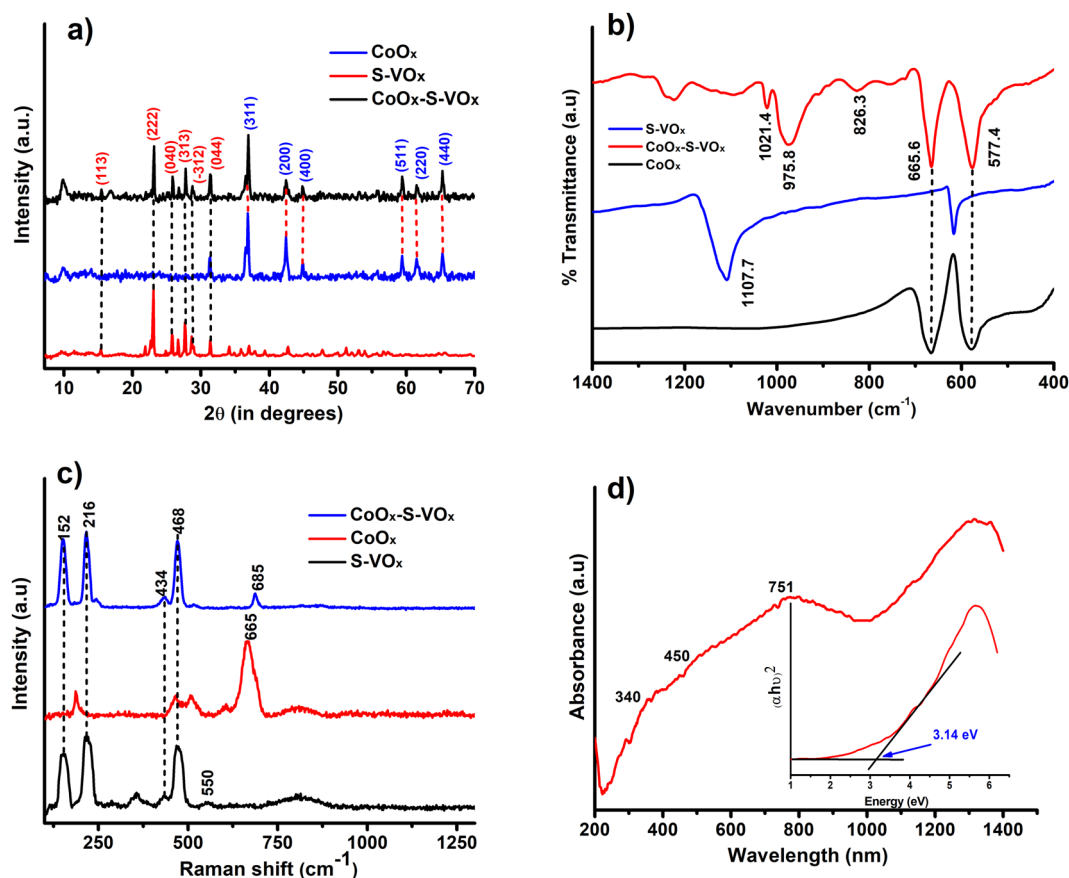 a)
CoOx
S-VOx
CoOx-S-VOx
Intensity (a.u.)
(113)
(222)
(040)
(313)
(-312)
(044)
(311)
(200)
(400)
(511)
(220)
(440)
10 20 30 40 50 60 70
2θ (in degrees)
b)
% Transmittance (a.u)
S-VOx
CoOx-S-VOx
CoOx
1021.4
975.8
826.3
665.6
577.4
1107.7
1400 1200 1000 800 600 400
Wavenumber (cm-1)
c)
Intensity (a.u)
CoOx-S-VOx
CoOx
S-VOx
152
216
434
468
685
665
550
250 500 750 1000 1250
Raman shift (cm-1)
d)
Absorbance (a.u)
340
450
751
(αhυ)2
3.14 eV
1 2 3 4 5 6
Energy (eV)
200 400 600 800 1000 1200 1400
Wavelength (nm)